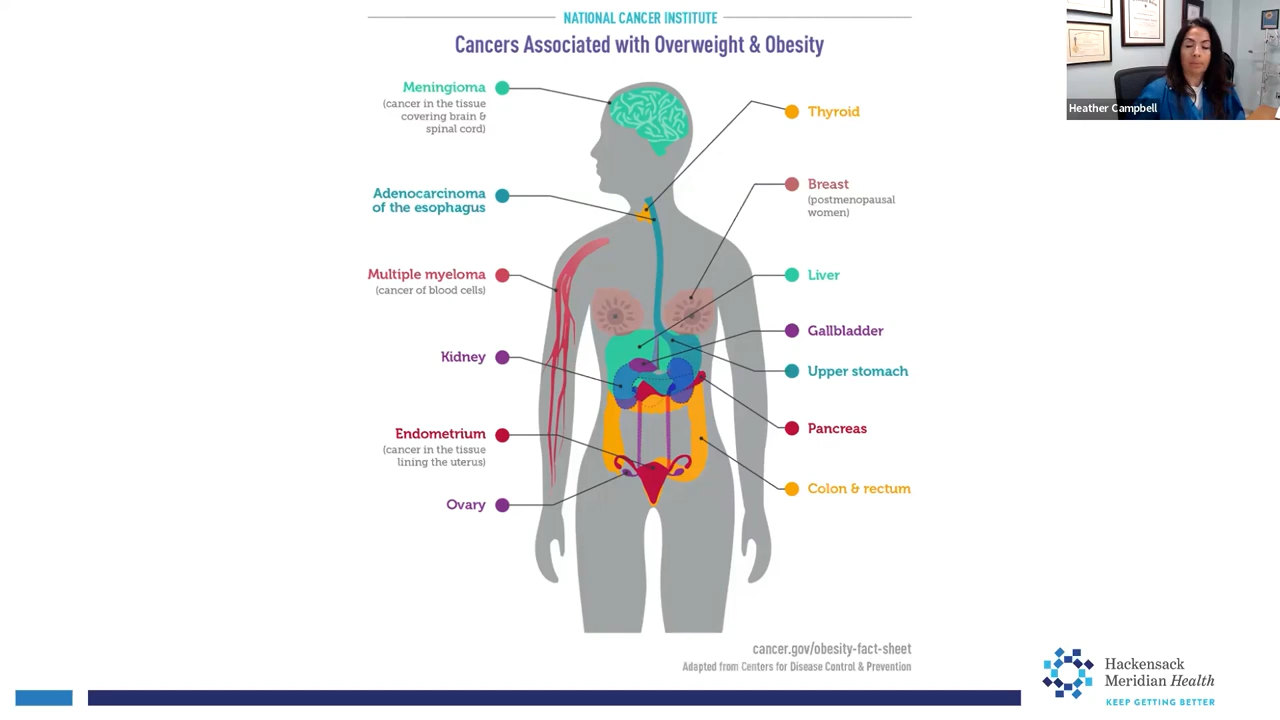 NATIONAL CANCER INSTITUTE
Cancers Associated with Overweight & Obesity
Meningioma
(cancer in the tissue
covering brain &
spinal cord)
Adenocarcinoma
of the esophagus
Multiple myeloma
(cancer of blood cells)
Kidney
Endometrium
(cancer in the tissue
lining the uterus)
Ovary
Thyroid
Breast
(postmenopausal
women)
Liver
Gallbladder
Upper stomach
Pancreas
Colon & rectum
cancer.gov/obesity-fact-sheet
Adapted from Centers for Disease Control & Prevention
Heather Campbell
Hackensack
Meridian Health
KEEP GETTING BETTER